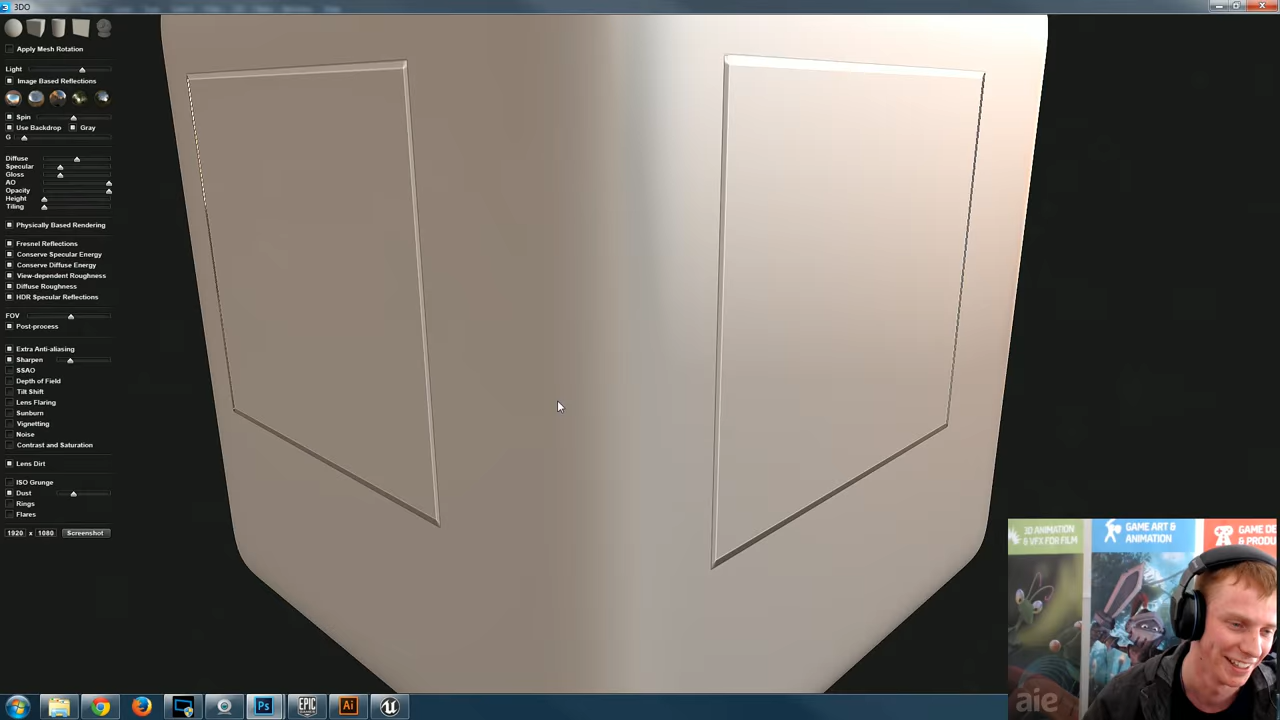 3DO
Apply Mesh Rotation
Light
Image Based Reflections
Spin
Use Backdrop Gray
G
Diffuse
Specular
Gloss
AO
Opacity
Height
Tiling
Physically Based Rendering
Fresnel Reflections
Conserve Specular Energy
Conserve Diffuse Energy
View-dependent Roughness
Diffuse Roughness
HDR Specular Reflections
FOV
Post-process
Extra Anti-aliasing
Sharpen
SSAO
Depth of Field
Tilt Shift
Lens Flaring
Sunburn
Vignetting
Noise
Contrast and Saturation
Lens Dirt
ISO Grunge
Dust
Rings
Flares
1920 x 1080 Screenshot
3D ANIMATION
& VFX FOR FILM
GAME ART &
ANIMATION
GAME DE
& PRODU
aie
Ps
EPIC
Ai